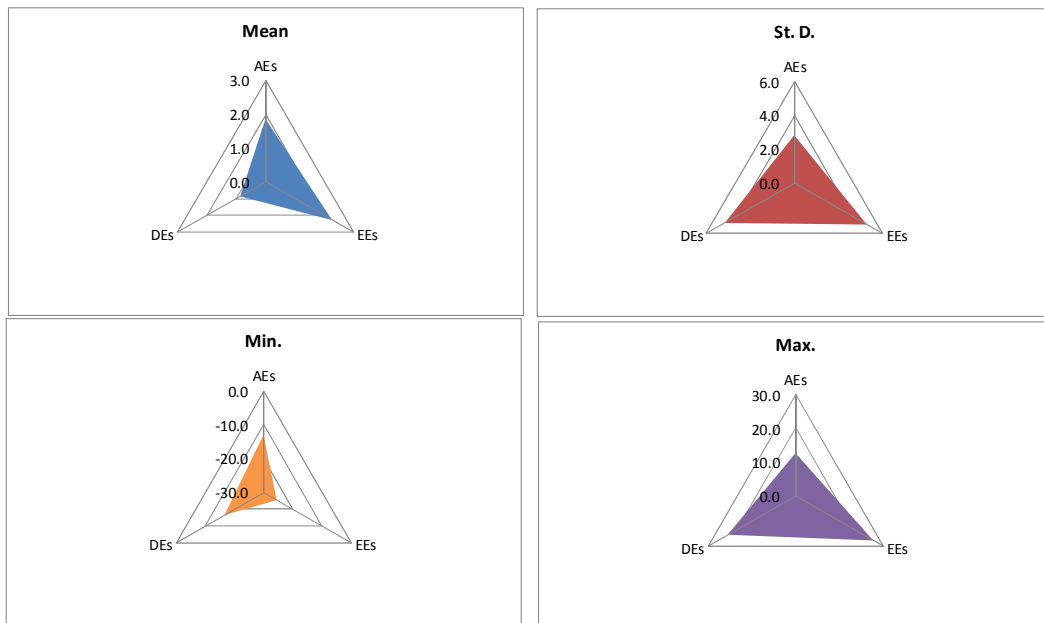 Mean
AEs
3.0
2.0
1.0
0.0
DEs
EEs
St. D.
AEs
6.0
4.0
2.0
0.0
DEs
EEs
Min.
AEs
0.0
-10.0
-20.0
-30.0
DEs
EEs
Max.
AEs
30.0
20.0
10.0
0.0
DEs
EEs